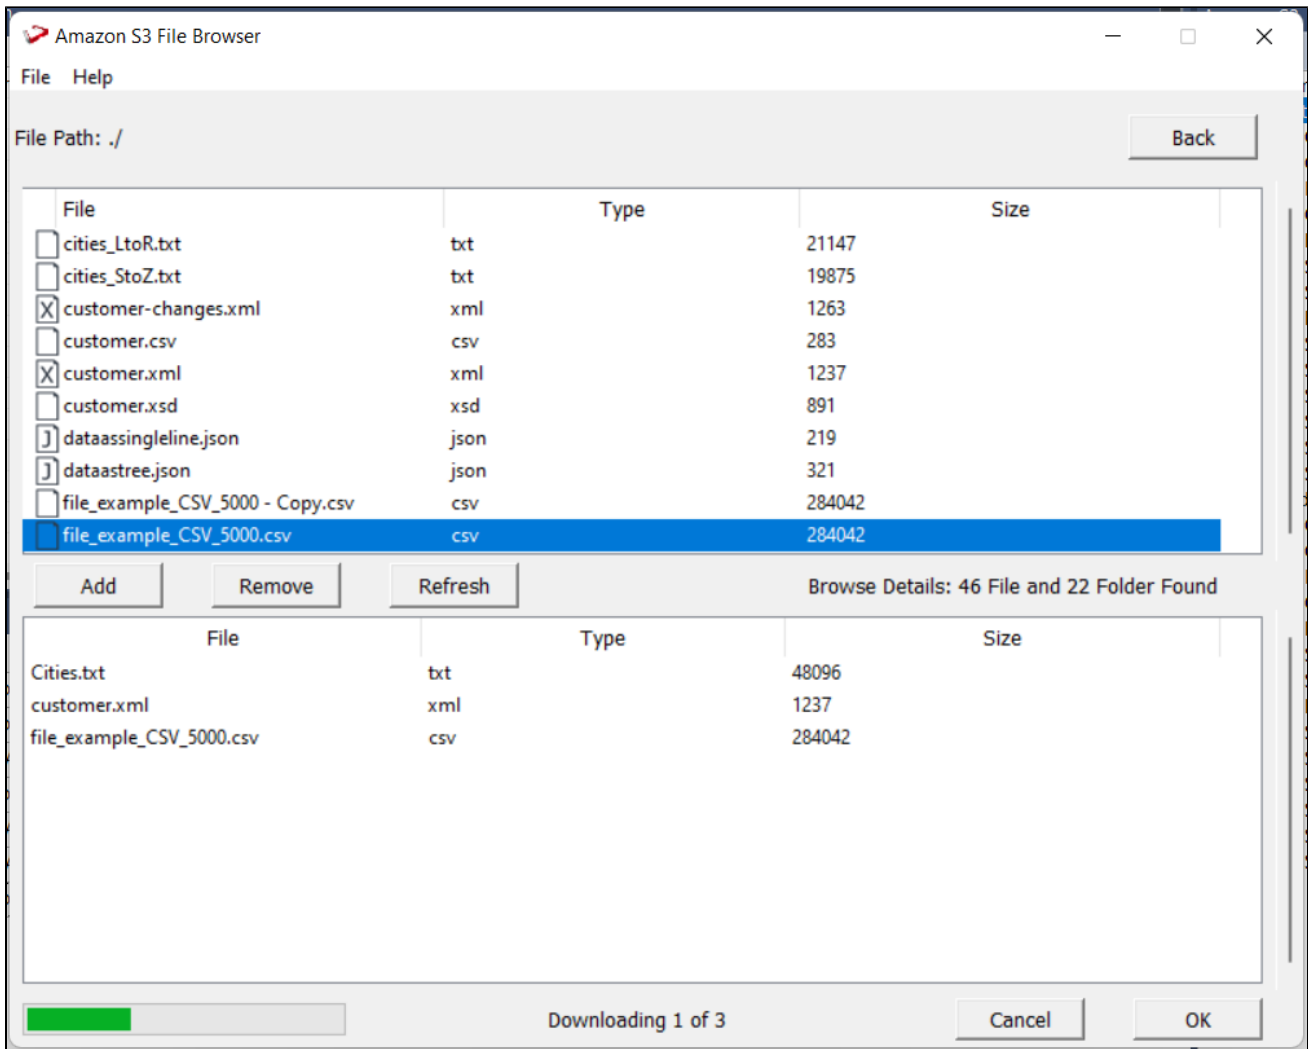 Amazon S3 File Browser
File Help
File Path: ./ Back
File Type Size
cities_LtoR.txt txt 21147
cities_StoZ.txt txt 19875
X customer-changes.xml xml 1263
customer.csv csv 283
X customer.xml xml 1237
customer.xsd xsd 891
J dataassingleline.json json 219
J dataastree.json json 321
file_example_CSV_5000 - Copy.csv csv 284042
file_example_CSV_5000.csv csv 284042
Add Remove Refresh Browse Details: 46 File and 22 Folder Found
File Type Size
Cities.txt txt 48096
customer.xml xml 1237
file_example_CSV_5000.csv csv 284042
Downloading 1 of 3 Cancel OK